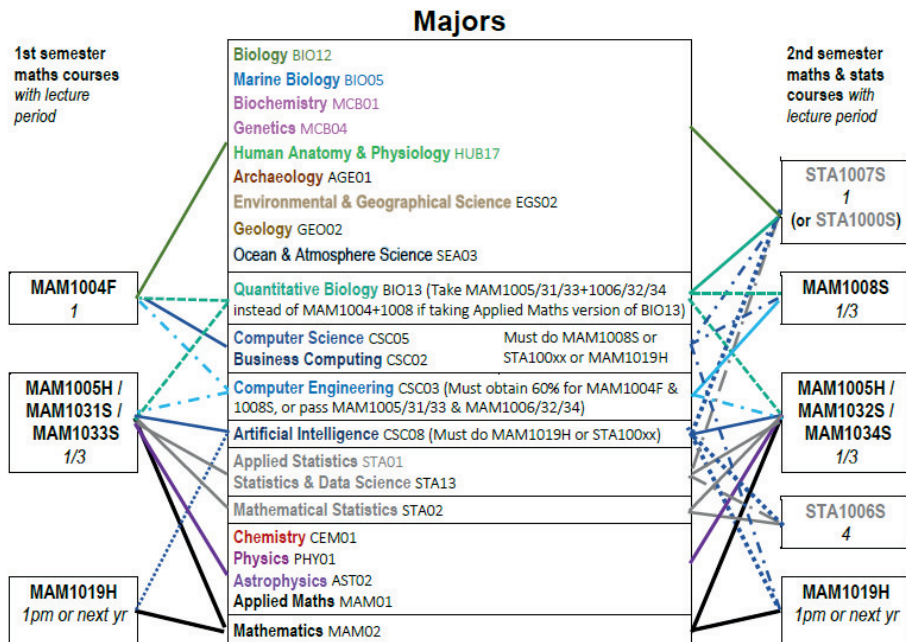 Majors
1st semester
maths courses
with lecture
period
MAM1004F
1
MAM1005H /
MAM1031S /
MAM1033S
1/3
MAM1019H
1pm or next yr
Biology BIO12
Marine Biology BIO05
Biochemistry MCB01
Genetics MCB04
Human Anatomy & Physiology HUB17
Archaeology AGE01
Environmental & Geographical Science EGS02
Geology GEO02
Ocean & Atmosphere Science SEA03
Quantitative Biology BIO13 (Take MAM1005/31/33+1006/32/34
instead of MAM1004+1008 if taking Applied Maths version of BIO13)
Computer Science CSC05
Business Computing CSC02
Must do MAM1008S or
STA100xx or MAM1019H
Computer Engineering CSC03 (Must obtain 60% for MAM1004F &
1008S, or pass MAM1005/31/33 & MAM1006/32/34)
Artificial Intelligence CSC08 (Must do MAM1019H or STA100xx)
Applied Statistics STA01
Statistics & Data Science STA13
Mathematical Statistics STA02
Chemistry CEM01
Physics PHY01
Astrophysics AST02
Applied Maths MAM01
Mathematics MAM02
2nd semester
maths & stats
courses with
lecture period
STA1007S
1
(or STA1000S)
MAM1008S
1/3
MAM1005H /
MAM1032S /
MAM1034S
1/3
STA1006S
4
MAM1019H
1pm or next yr